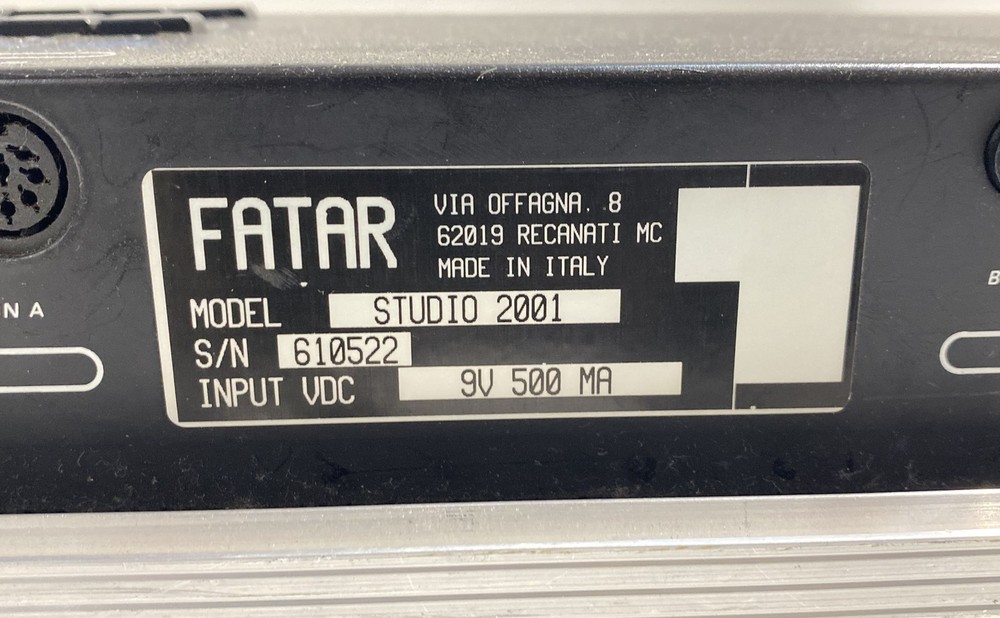 FATAR
VIA OFFAGNA. 8
62019 RECANATI MC
MADE IN ITALY
MODEL STUDIO 2001
S/N 610522
INPUT VDC 9V 500 MA
N A
B